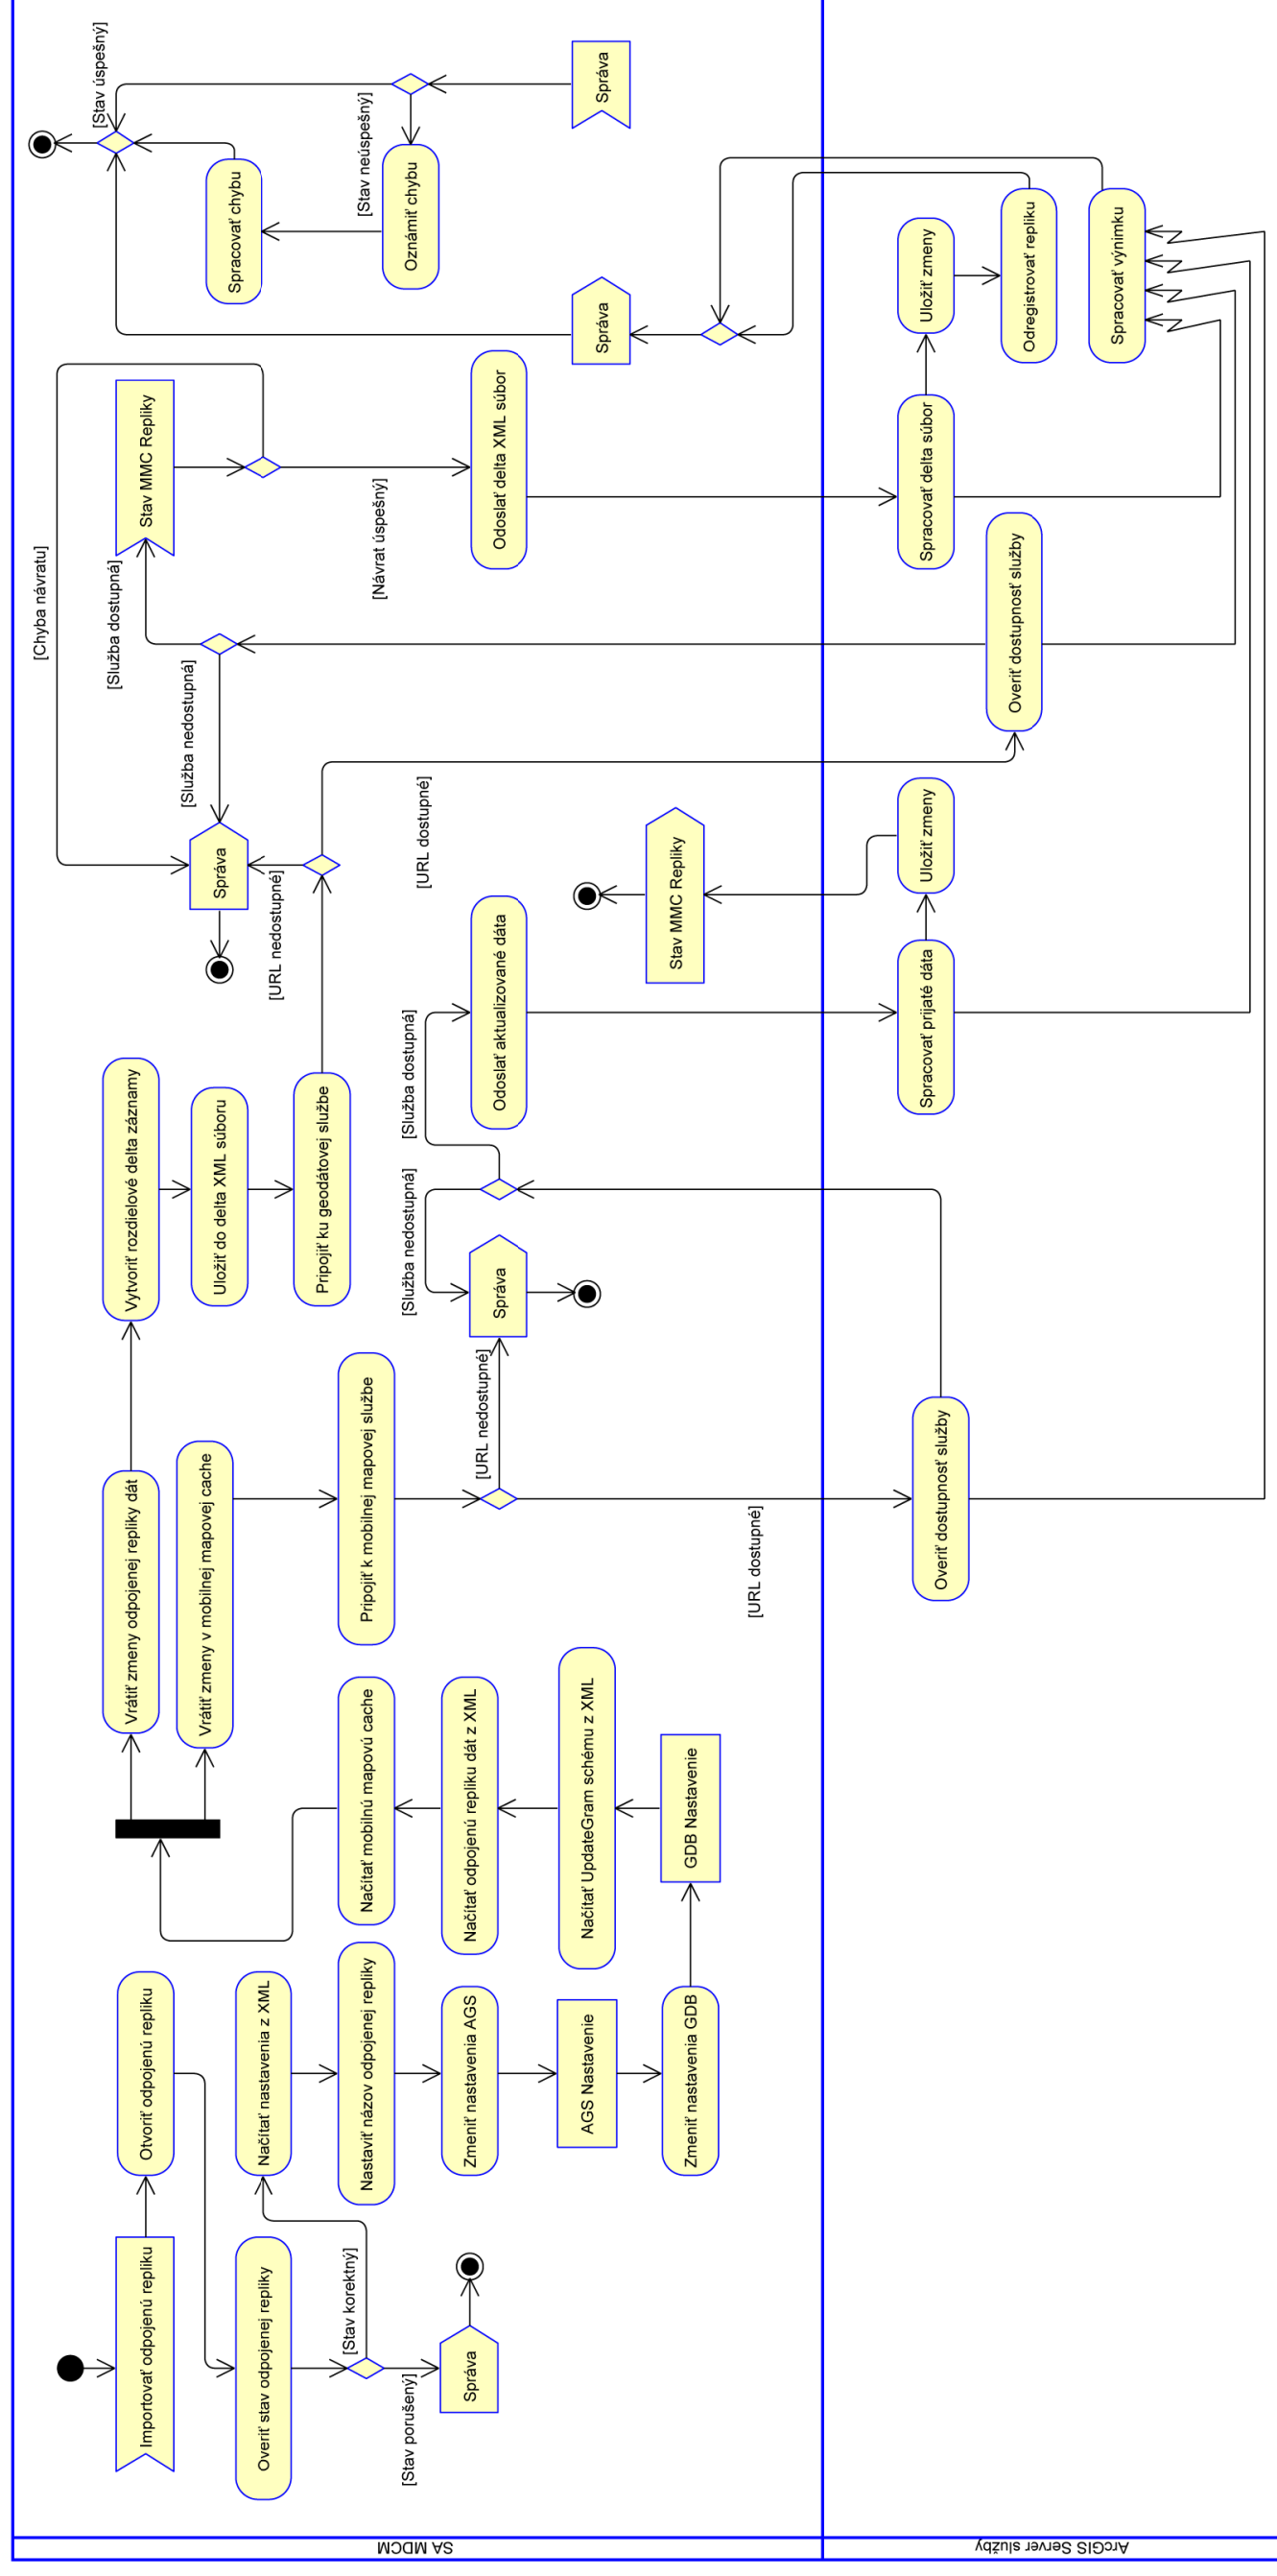 SA MDCM
ArcGIS Server služby
Importovať odpojenú repliku
Otvoriť odpojenú repliku
Overiť stav odpojenej repliky
[Stav korektný]
[Stav porušený]
Správa
Načítať nastavenia z XML
Nastaviť názov odpojenej repliky
Zmeniť nastavenia AGS
AGS Nastavenie
Zmeniť nastavenia GDB
GDB Nastavenie
Načítať UpdateGram schému z XML
Načítať odpojenú repliku dát z XML
Načítať mobilnú mapovú cache
Vrátiť zmeny odpojenej repliky dát
Vrátiť zmeny v mobilnej mapovej cache
Pripojiť k mobilnej mapovej službe
[URL nedostupné]
[URL dostupné]
Overiť dostupnosť služby
Správa
[Služba nedostupná]
[Služba dostupná]
Odoslať aktualizované dáta
Spracovať prijaté dáta
Uložiť zmeny
Stav MMC Repliky
Vytvoriť rozdielové delta záznamy
Uložiť do delta XML súboru
Pripojiť ku geodátovej službe
[URL nedostupné]
[URL dostupné]
Správa
[Služba nedostupná]
[Služba dostupná]
[Chyba návratu]
Overiť dostupnosť služby
Stav MMC Repliky
[Návrat úspešný]
Odoslať delta XML súbor
Spracovať delta súbor
Uložiť zmeny
Odregistrovať repliku
Spracovať výnimku
Správa
Správa
[Stav neúspešný]
Oznámiť chybu
Spracovať chybu
[Stav úspešný]